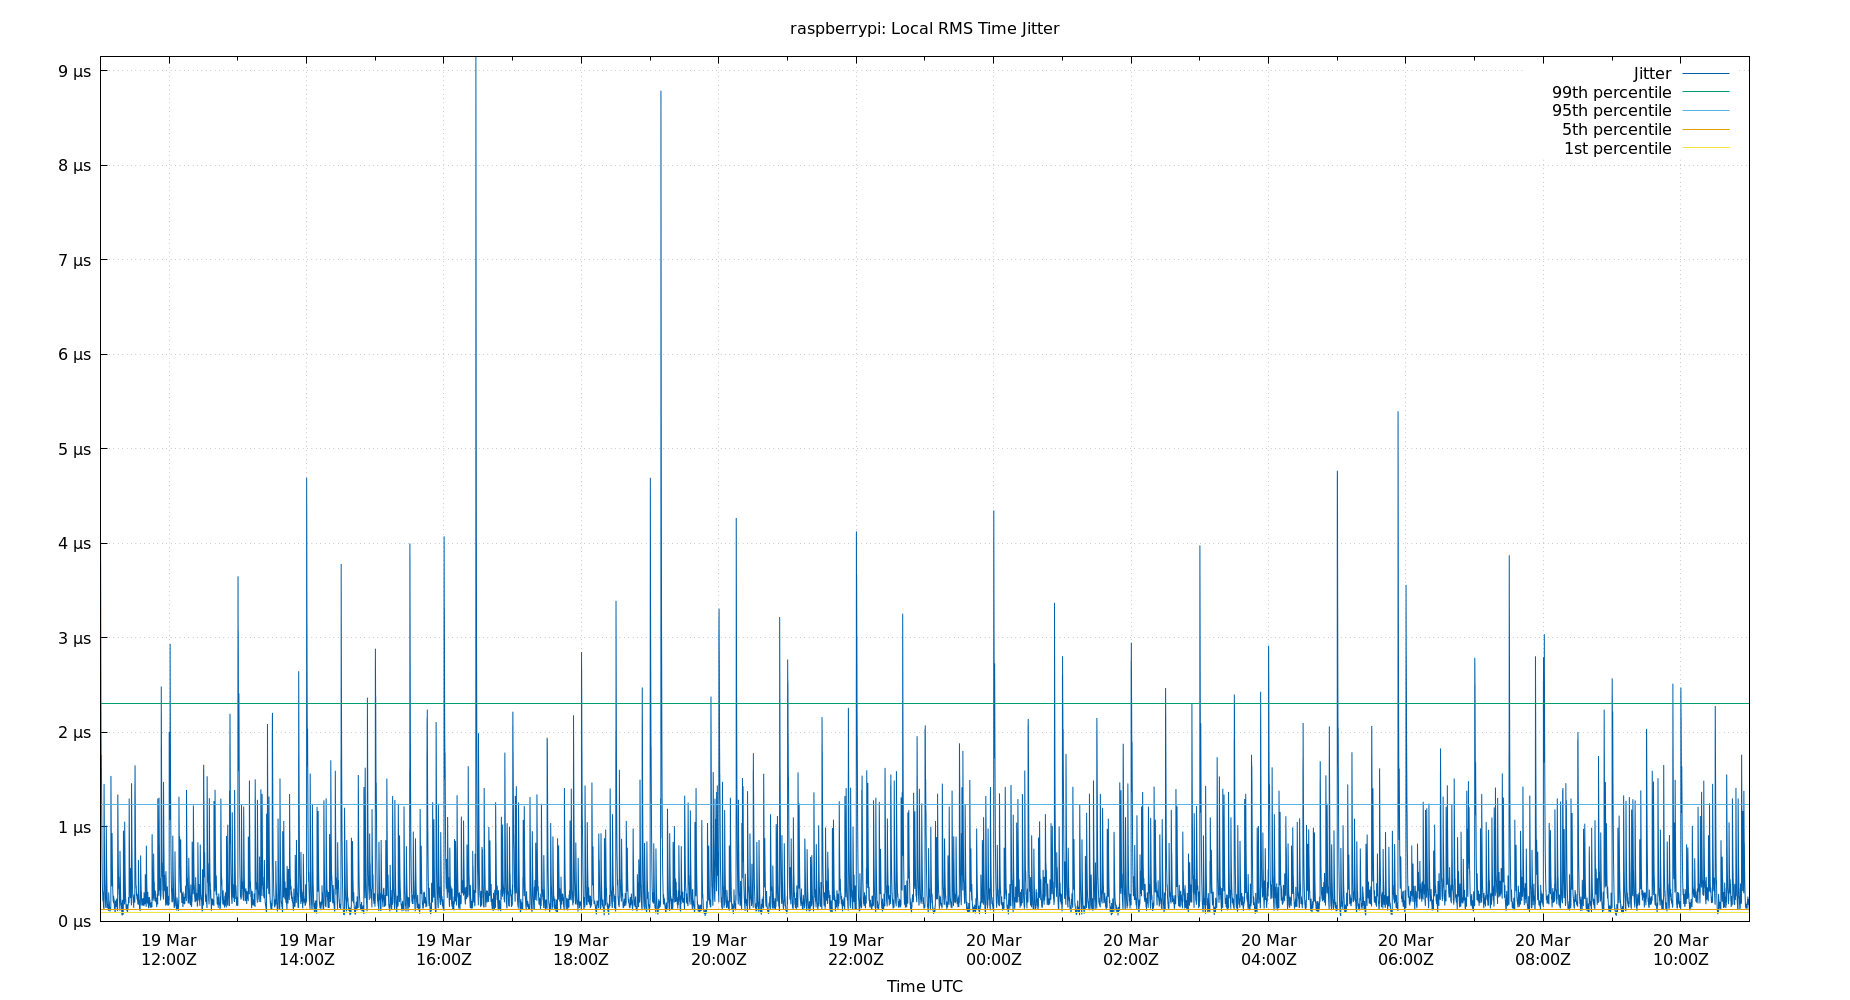 raspberrypi: Local RMS Time Jitter
9 µs
8 µs
7 µs
6 µs
5 µs
4 µs
3 µs
2 µs
1 µs
0 µs
Jitter
99th percentile
95th percentile
5th percentile
1st percentile
19 Mar 19 Mar 19 Mar 19 Mar 19 Mar 19 Mar 20 Mar 20 Mar 20 Mar 20 Mar 20 Mar 20 Mar
12:00Z 14:00Z 16:00Z 18:00Z 20:00Z 22:00Z 00:00Z 02:00Z 04:00Z 06:00Z 08:00Z 10:00Z
Time UTC